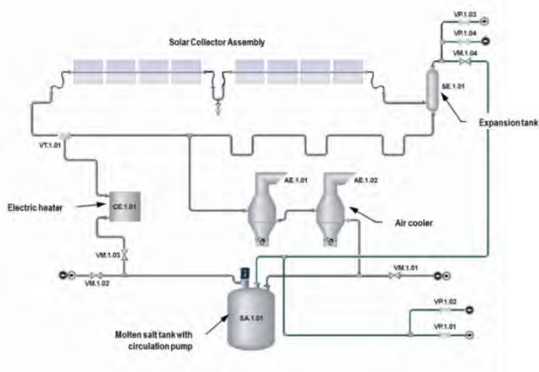 VP.1.03
VP.1.04
Solar Collector Assembly
VM.1.04
SE.1.01
Expansion tank
VT.1.01
AE.1.01
AE.1.02
Electric heater
CE.1.01
Air cooler
VM.1.03
VM.1.02
VM.1.01
SA.1.01
VP.1.02
VP.1.01
Molten salt tank with
circulation pump